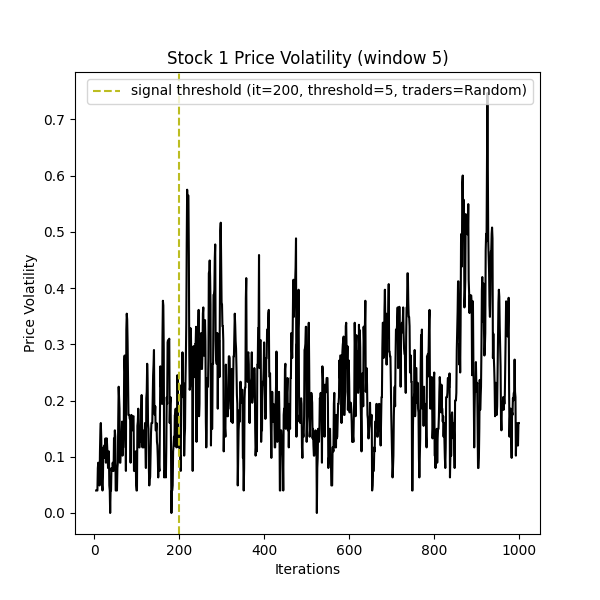 Stock 1 Price Volatility (window 5)
signal threshold (it=200, threshold=5, traders=Random)
Price Volatility
0.7
0.6
0.5
0.4
0.3
0.2
0.1
0.0
0 200 400 600 800 1000
Iterations